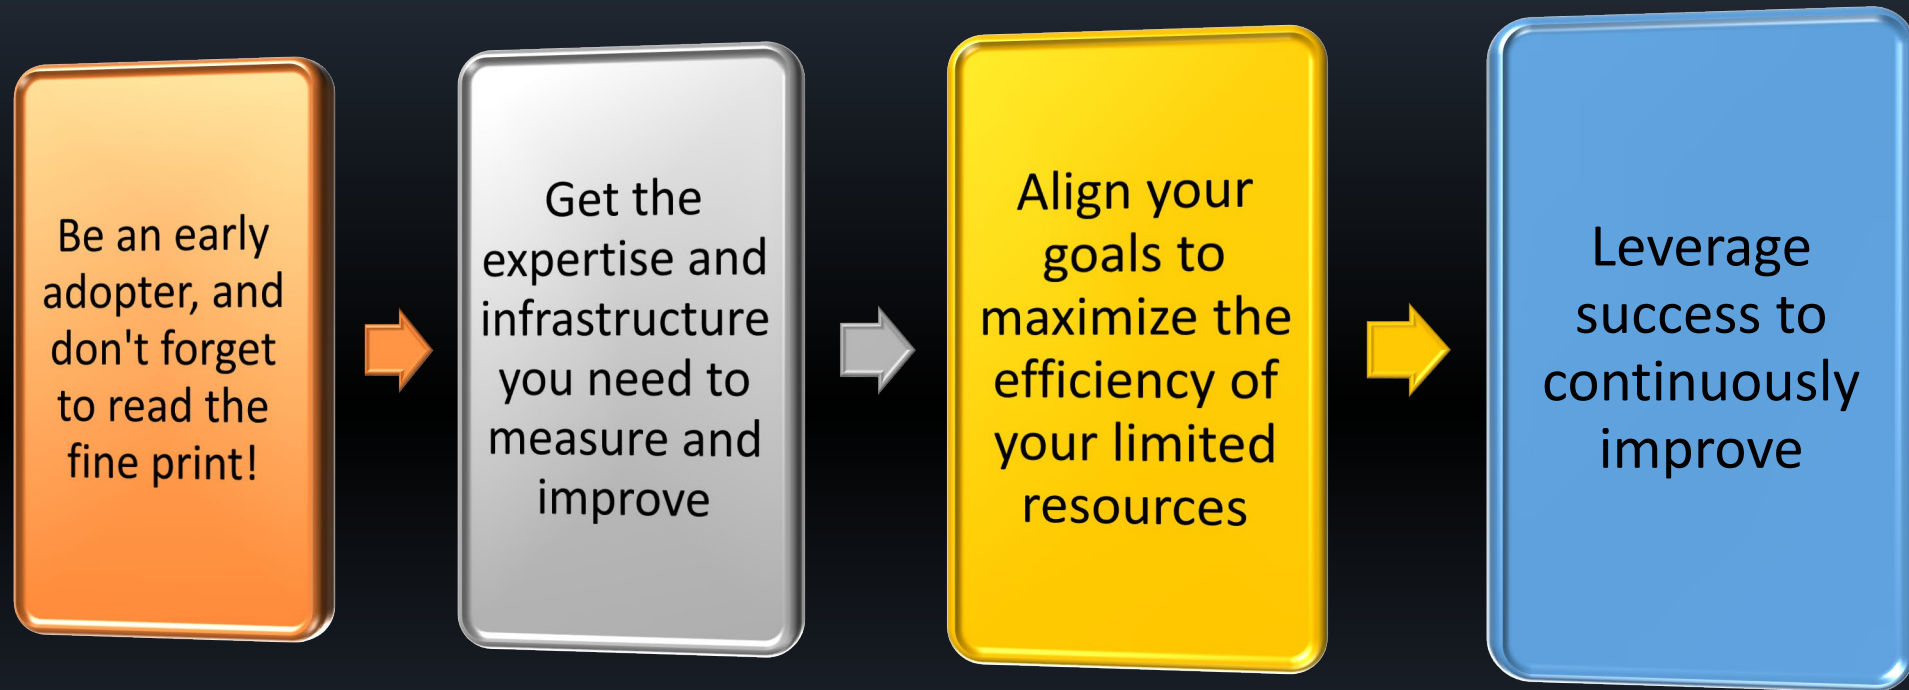 Be an early
adopter, and
don't forget
to read the
fine print!
Get the
expertise and
infrastructure
you need to
measure and
improve
Align your
goals to
maximize the
efficiency of
your limited
resources
Leverage
success to
continuously
improve